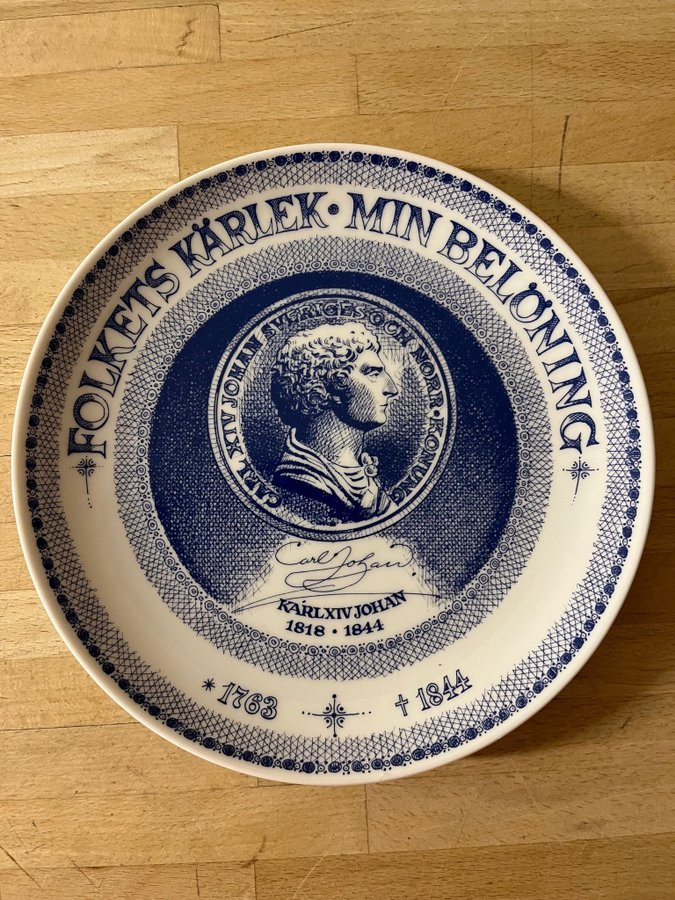 FOLKETS KÄRLEK · MIN BELÖNING
CARL XIV JOHAN SVERIGES OCH NORR · KONUNG
Carl Johan
KARL XIV JOHAN
1818 · 1844
* 1763 † 1844